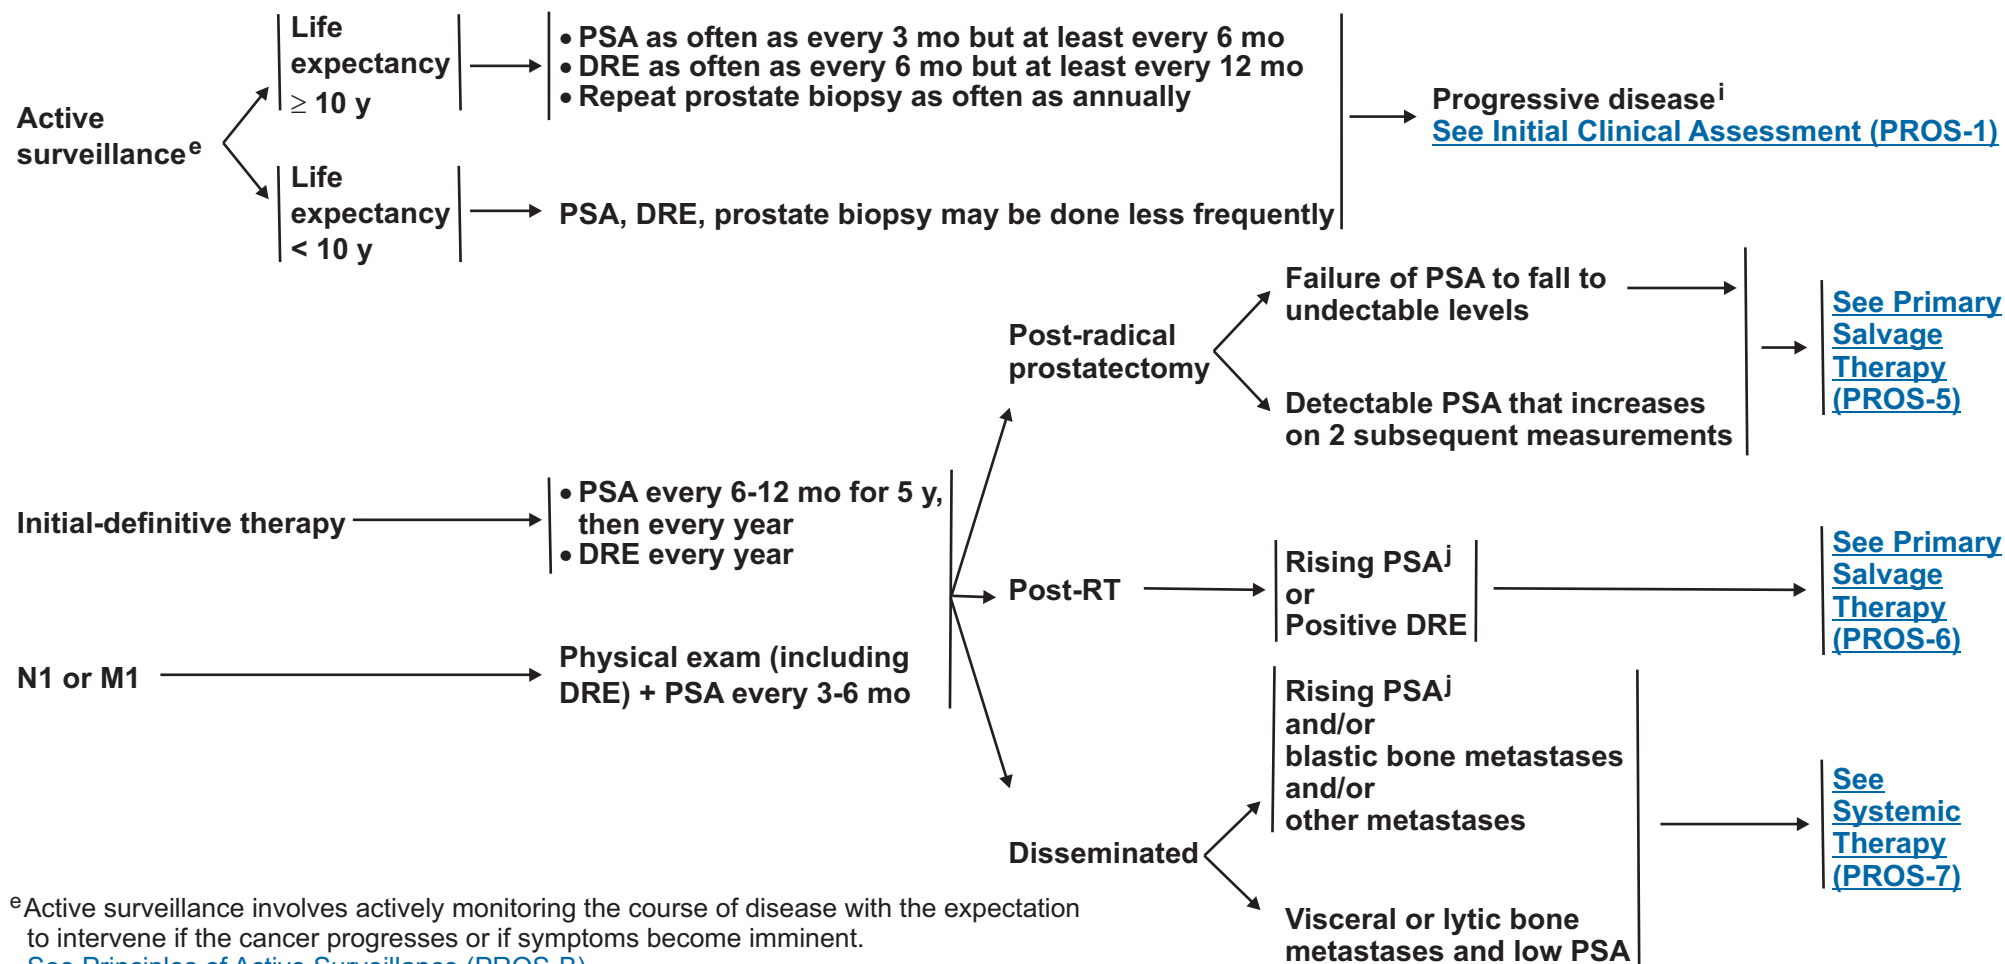 Active
surveillance e
Life
expectancy
≥ 10 y
• PSA as often as every 3 mo but at least every 6 mo
• DRE as often as every 6 mo but at least every 12 mo
• Repeat prostate biopsy as often as annually
Life
expectancy
< 10 y
PSA, DRE, prostate biopsy may be done less frequently
Progressive disease i
See Initial Clinical Assessment (PROS-1)
Initial-definitive therapy
• PSA every 6-12 mo for 5 y,
then every year
• DRE every year
N1 or M1
Physical exam (including
DRE) + PSA every 3-6 mo
Post-radical
prostatectomy
Failure of PSA to fall to
undectable levels
Detectable PSA that increases
on 2 subsequent measurements
See Primary
Salvage
Therapy
(PROS-5)
Post-RT
Rising PSA j
or
Positive DRE
See Primary
Salvage
Therapy
(PROS-6)
Disseminated
Rising PSA j
and/or
blastic bone metastases
and/or
other metastases
Visceral or lytic bone
metastases and low PSA
See
Systemic
Therapy
(PROS-7)
e Active surveillance involves actively monitoring the course of disease with the expectation
to intervene if the cancer progresses or if symptoms become imminent.
See Principles of Active Surveillance (PROS-B)